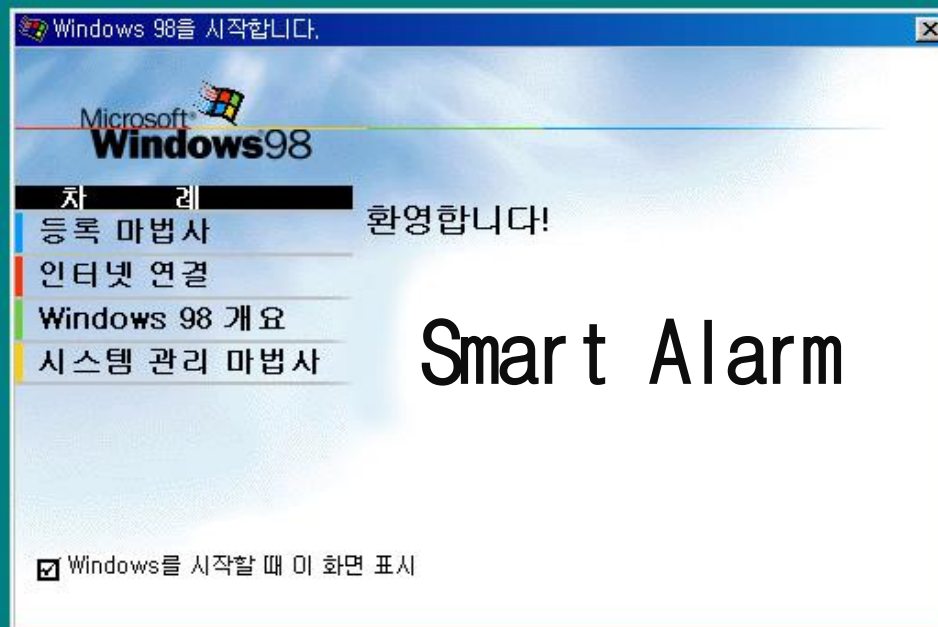 Windows 98을 시작합니다.
Microsoft
Windows98
차 례
환영합니다!
등록 마법사
인터넷 연결
Windows 98 개요
시스템 관리 마법사
Smart Alarm
Windows를 시작할 때 이 화면 표시